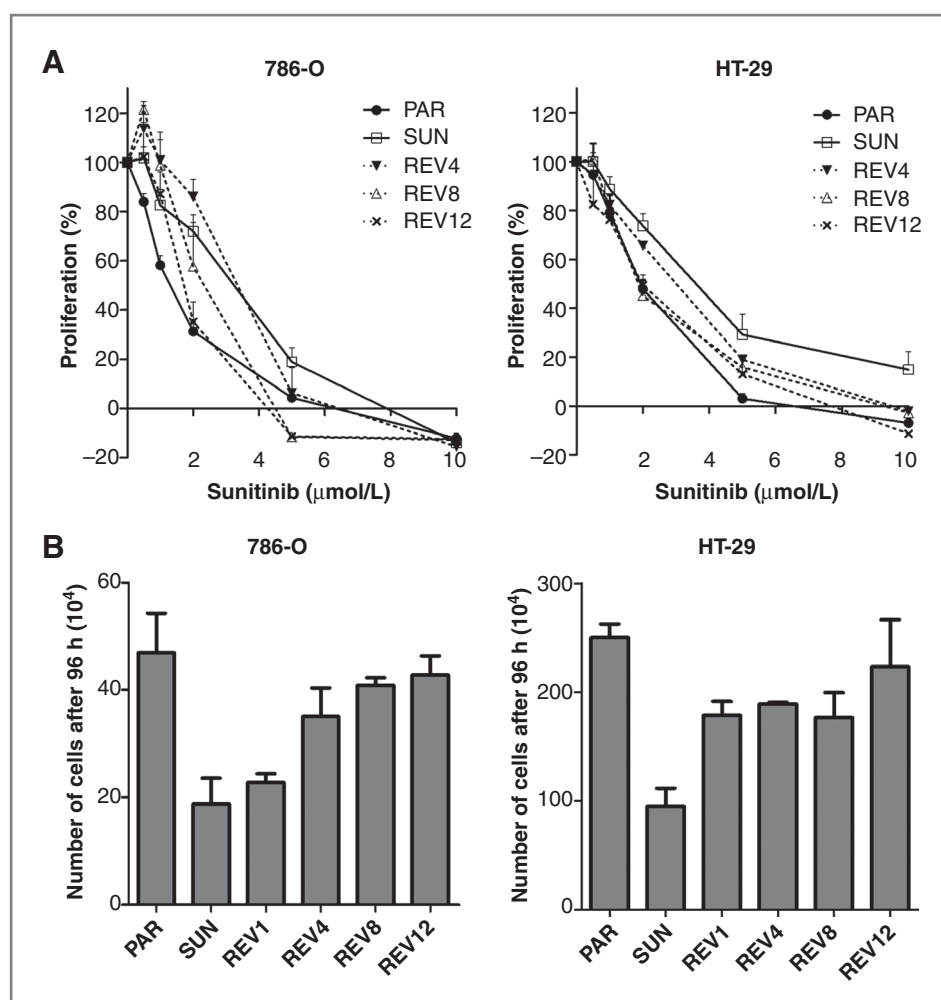 A
786-O
HT-29
120
100
80
60
40
20
0
−20
2
4
6
8
10
Proliferation (%)
Sunitinib (μmol/L)
PAR
SUN
REV4
REV8
REV12
120
100
80
60
40
20
0
−20
2
4
6
8
10
Proliferation (%)
Sunitinib (μmol/L)
PAR
SUN
REV4
REV8
REV12
B
786-O
HT-29
Number of cells after 96 h (10⁴)
60
40
20
0
PAR
SUN
REV1
REV4
REV8
REV12
Number of cells after 96 h (10⁴)
300
200
100
0
PAR
SUN
REV1
REV4
REV8
REV12